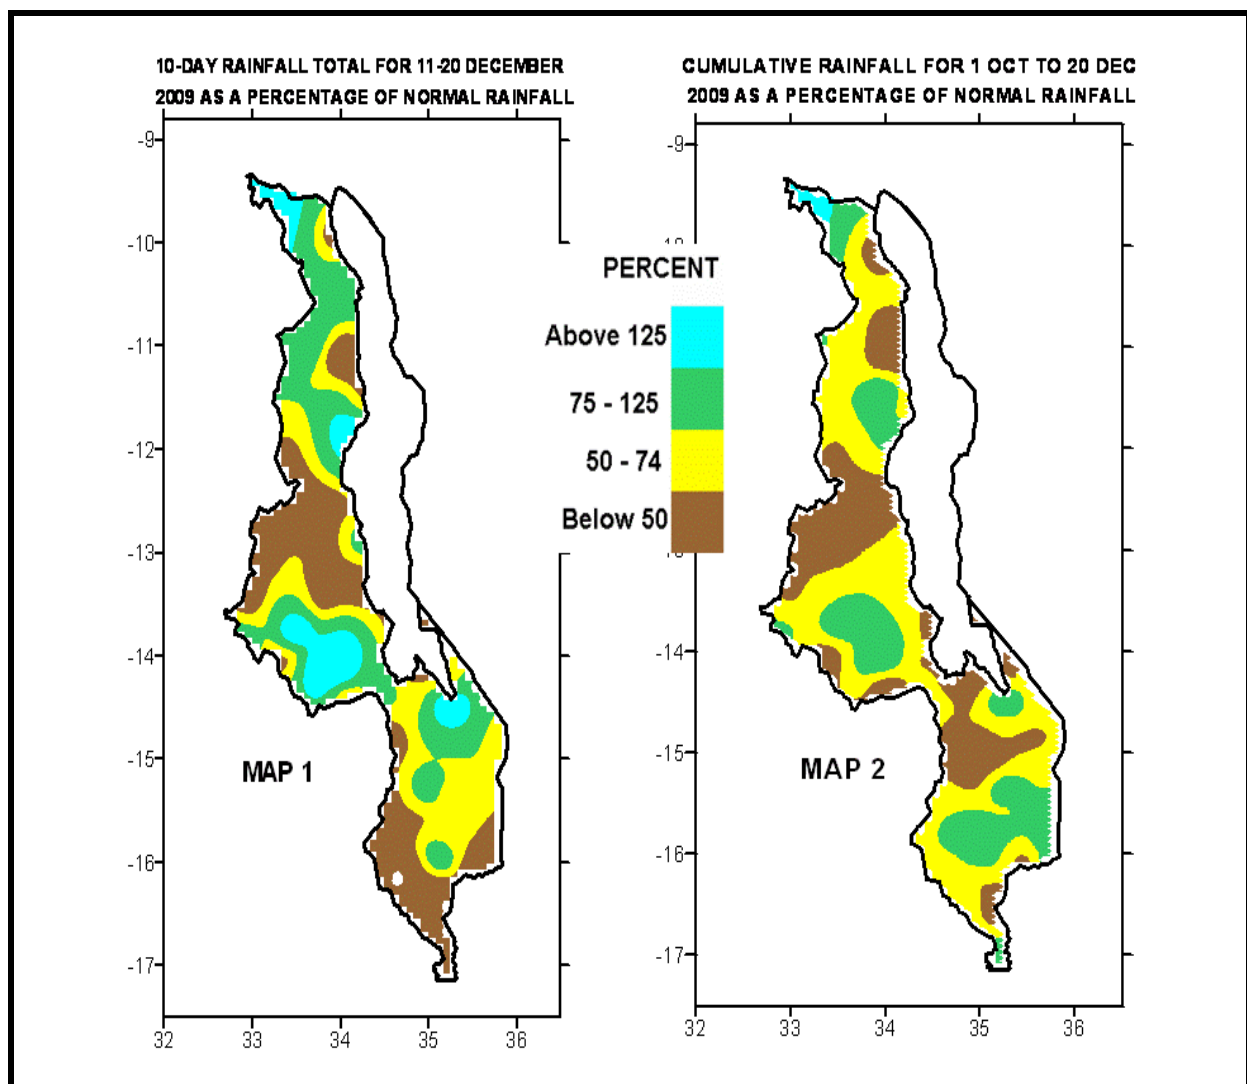 10-DAY RAINFALL TOTAL FOR 11-20 DECEMBER
2009 AS A PERCENTAGE OF NORMAL RAINFALL
CUMULATIVE RAINFALL FOR 1 OCT TO 20 DEC
2009 AS A PERCENTAGE OF NORMAL RAINFALL
-9
-10
-11
-12
-13
-14
-15
-16
-17
32
33
34
35
36
MAP 1
PERCENT
Above 125
75 - 125
50 - 74
Below 50
-9
-14
-15
-16
-17
32
33
34
35
36
MAP 2